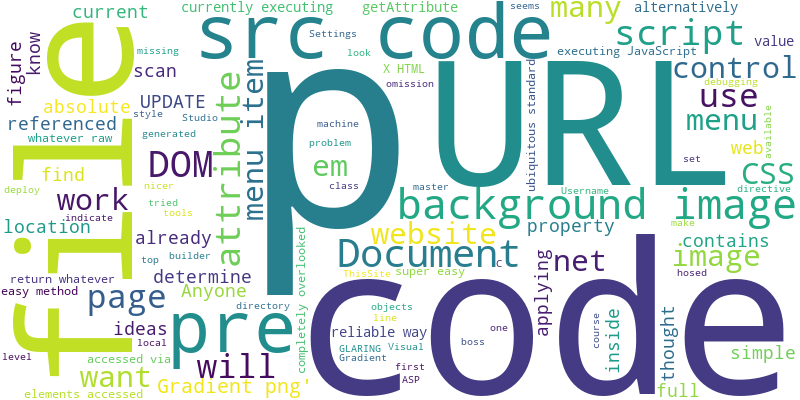 file
src code
p URL
code
pre
many
alternatively
current
currently executing
getAttribute
seems
Settings
missing
look
X HTML
omission
executing JavaScript
value
script
control
know
figure
scan
debugging
absolute
UPDATE
attribute
menu item
ubiquitous standard
use
referenced
style
Studio
machine
menu
available
web
whatever raw
generated
problem
DOM
find
em
set
CSS
deploy
nicer
tried
class
master
Username
directive
work
tools
background image
make
location
indicate
website
property
already
completely overlooked
Document
applying
contains
top
builder
net
image
return whatever
determine
ThisSite
super easy
c
hosed
easy method
page
Anyone
directory
objects
inside
thought
ideas
local
reliable way
line
one
course
level
accessed via
will
GLARING
Visual
boss
simple
want
Gradient
first
elements accessed
Gradient png'
ASP
full